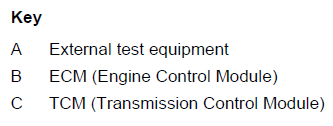 Key
A External test equipment
B ECM (Engine Control Module)
C TCM (Transmission Control Module)